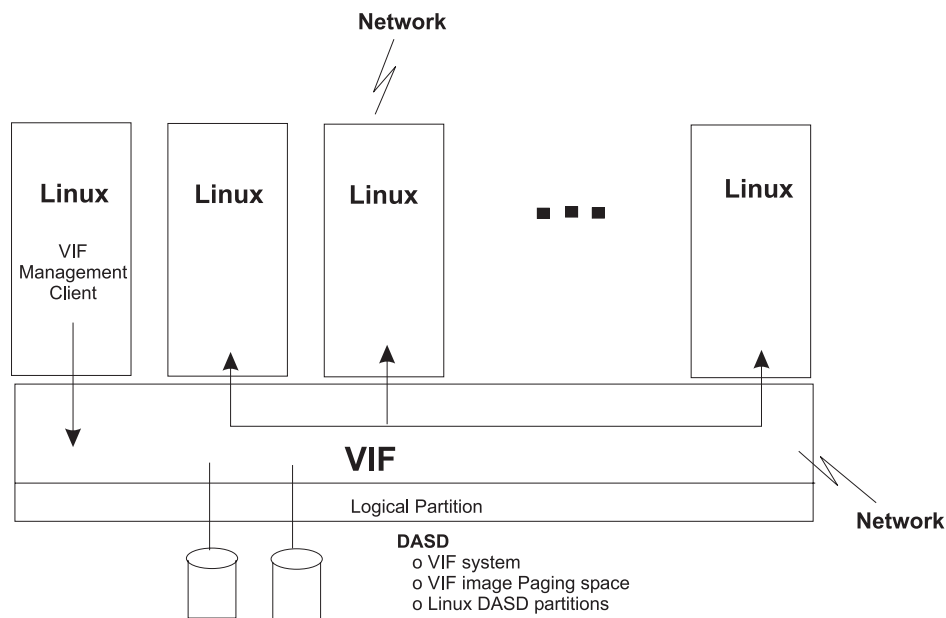 Network
Linux
Linux
Linux
Linux
VIF
Management
Client
VIF
Logical Partition
Network
DASD
o VIF system
o VIF image Paging space
o Linux DASD partitions